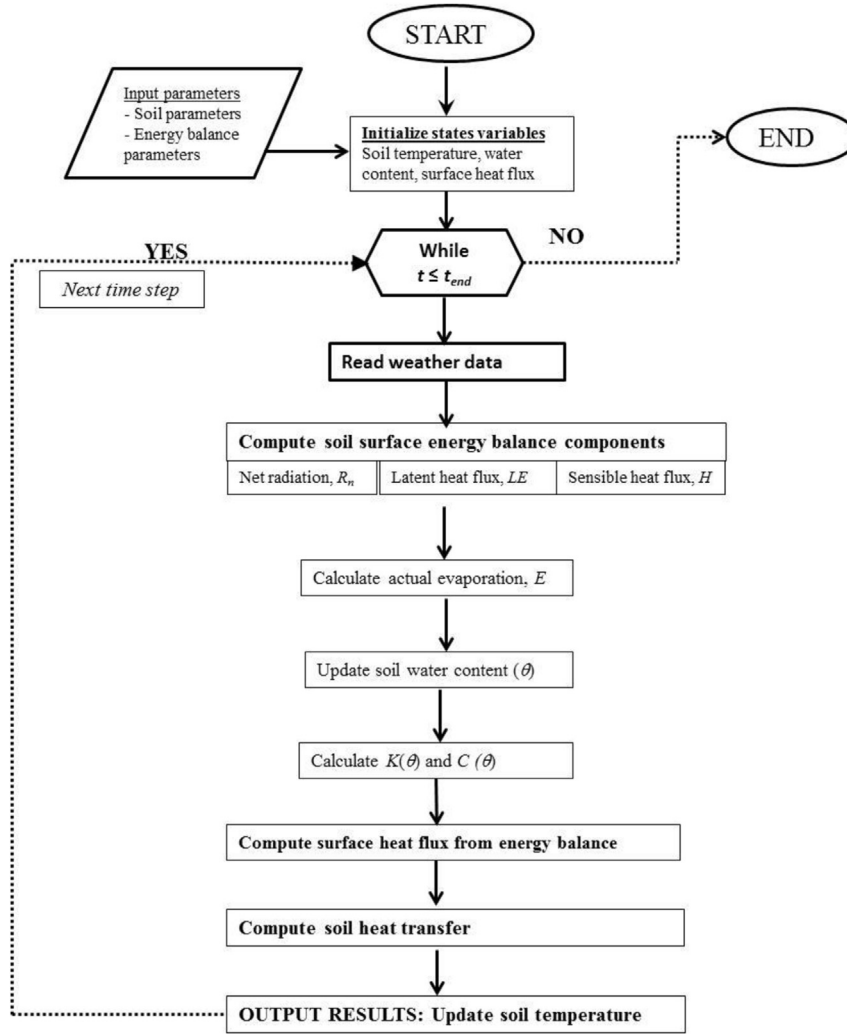 START
Input parameters
- Soil parameters
- Energy balance
parameters
Initialize states variables
Soil temperature, water
content, surface heat flux
END
YES
NO
While
t ≤ t_end
Next time step
Read weather data
Compute soil surface energy balance components
Net radiation, R_n
Latent heat flux, LE
Sensible heat flux, H
Calculate actual evaporation, E
Update soil water content (θ)
Calculate K(θ) and C (θ)
Compute surface heat flux from energy balance
Compute soil heat transfer
OUTPUT RESULTS: Update soil temperature